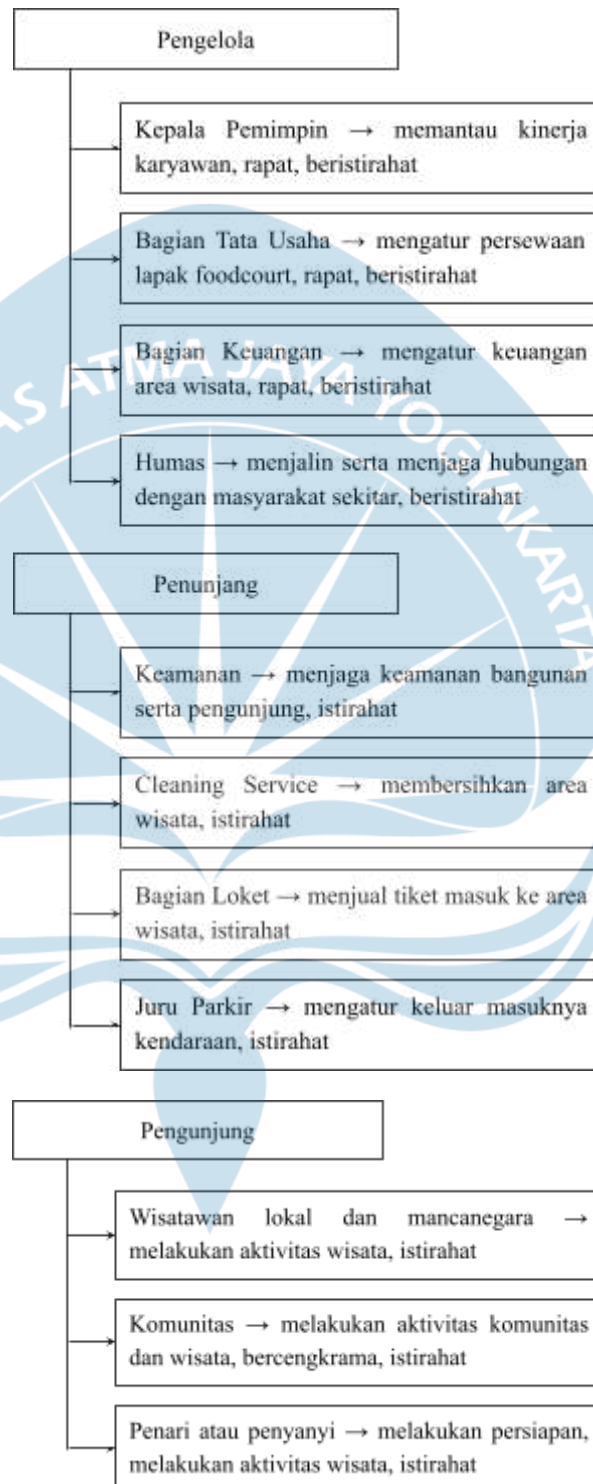 Pengelola
Kepala Pemimpin → memantau kinerja
karyawan, rapat, beristirahat
Bagian Tata Usaha → mengatur persewaan
lapak foodcourt, rapat, beristirahat
Bagian Keuangan → mengatur keuangan
area wisata, rapat, beristirahat
Humas → menjalin serta menjaga hubungan
dengan masyarakat sekitar, beristirahat
Penunjang
Keamanan → menjaga keamanan bangunan
serta pengunjung, istirahat
Cleaning Service → membersihkan area
wisata, istirahat
Bagian Loket → menjual tiket masuk ke area
wisata, istirahat
Juru Parkir → mengatur keluar masuknya
kendaraan, istirahat
Pengunjung
Wisatawan lokal dan mancanegara →
melakukan aktivitas wisata, istirahat
Komunitas → melakukan aktivitas komunitas
dan wisata, bercengkrama, istirahat
Penari atau penyanyi → melakukan persiapan,
melakukan aktivitas wisata, istirahat
AS ATMA JAYA YOGYAKARTA